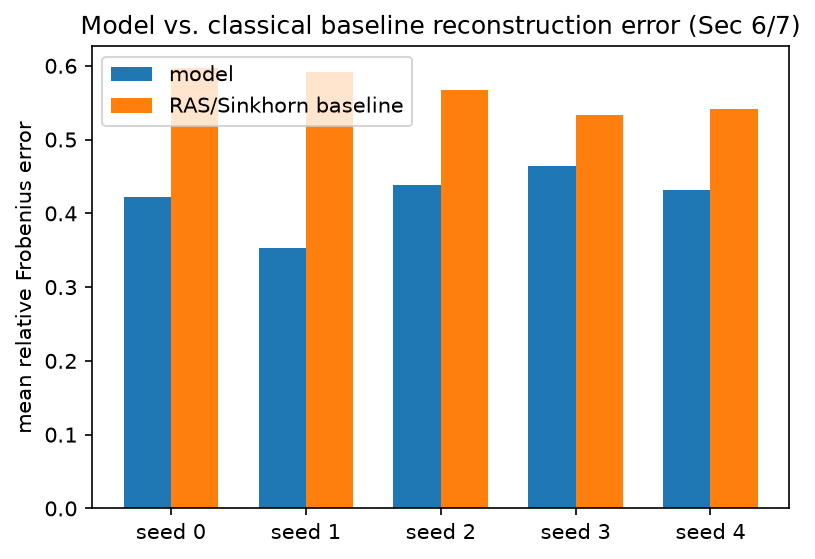 Model vs. classical baseline reconstruction error (Sec 6/7)
model
RAS/Sinkhorn baseline
mean relative Frobenius error
0.6
0.5
0.4
0.3
0.2
0.1
0.0
seed 0 seed 1 seed 2 seed 3 seed 4